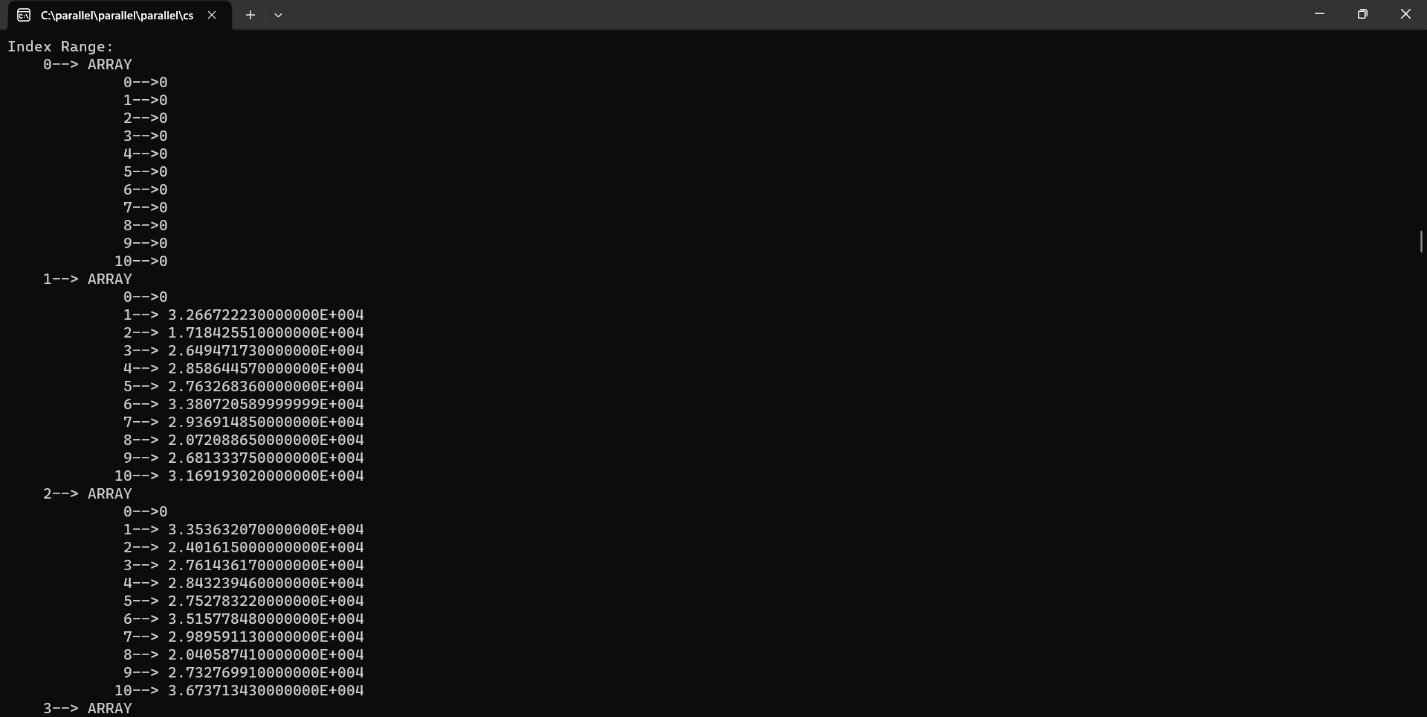 C:\parallel\parallel\parallel\cs
Index Range:
0--> ARRAY
0-->0
1-->0
2-->0
3-->0
4-->0
5-->0
6-->0
7-->0
8-->0
9-->0
10-->0
1--> ARRAY
0-->0
1--> 3.266722230000000E+004
2--> 1.718425510000000E+004
3--> 2.649471730000000E+004
4--> 2.858644570000000E+004
5--> 2.763268360000000E+004
6--> 3.380720589999999E+004
7--> 2.936914850000000E+004
8--> 2.072088650000000E+004
9--> 2.681333750000000E+004
10--> 3.169193020000000E+004
2--> ARRAY
0-->0
1--> 3.353632070000000E+004
2--> 2.401615000000000E+004
3--> 2.761436170000000E+004
4--> 2.843239460000000E+004
5--> 2.752783220000000E+004
6--> 3.515778480000000E+004
7--> 2.989591130000000E+004
8--> 2.040587410000000E+004
9--> 2.732769910000000E+004
10--> 3.673713430000000E+004
3--> ARRAY